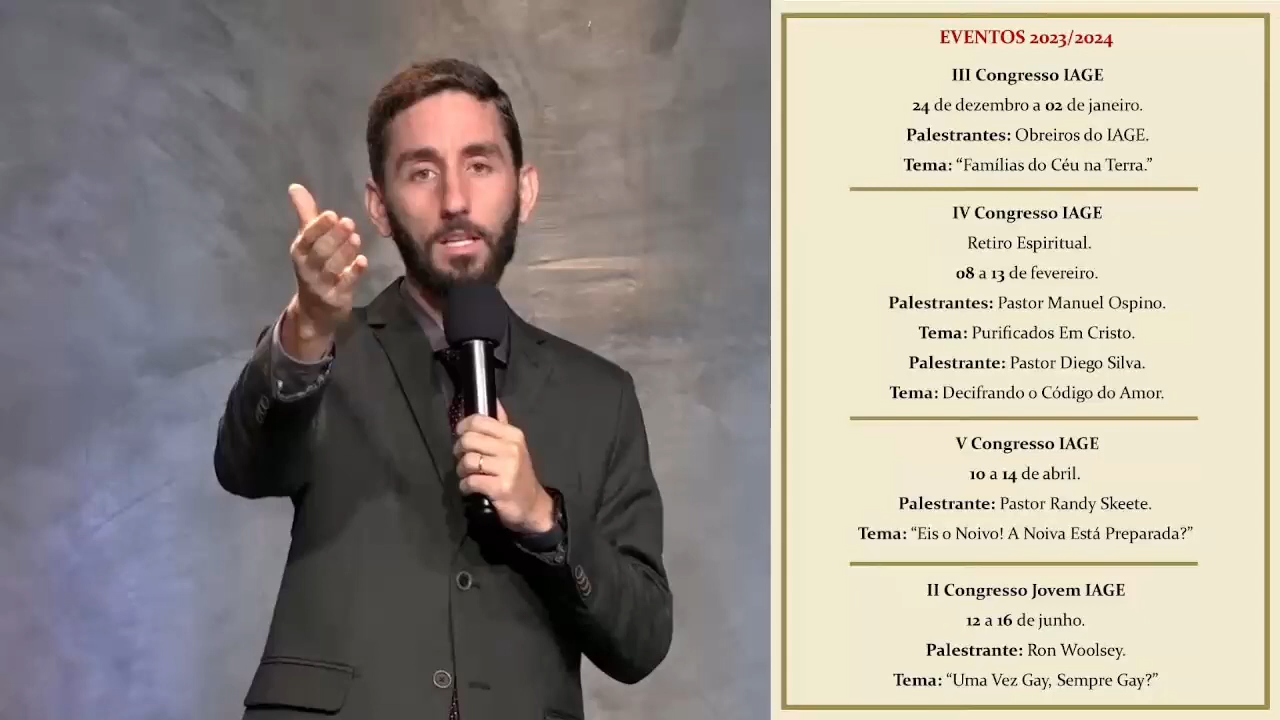 EVENTOS 2023/2024
III Congresso IAGE
24 de dezembro a 02 de janeiro.
Palestrantes: Obreiros do IAGE.
Tema: “Famílias do Céu na Terra.”
IV Congresso IAGE
Retiro Espiritual.
08 a 13 de fevereiro.
Palestrantes: Pastor Manuel Ospino.
Tema: Purificados Em Cristo.
Palestrante: Pastor Diego Silva.
Tema: Decifrando o Código do Amor.
V Congresso IAGE
10 a 14 de abril.
Palestrante: Pastor Randy Skeete.
Tema: “Eis o Noivo! A Noiva Está Preparada?”
II Congresso Jovem IAGE
12 a 16 de junho.
Palestrante: Ron Woolsey.
Tema: “Uma Vez Gay, Sempre Gay?”